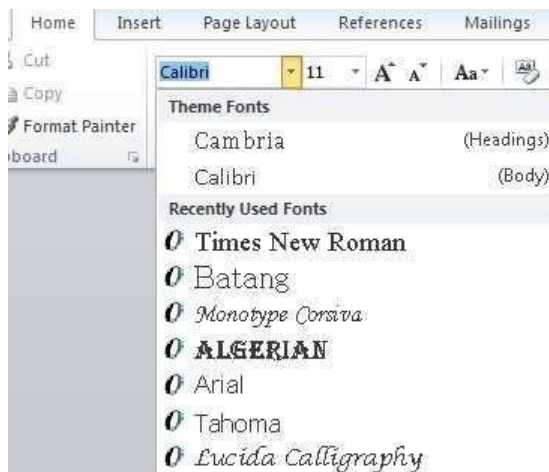 Home Insert Page Layout References Mailings
Cut
Calibri 11 A A Aa
Copy
Theme Fonts
Format Painter
Cambria (Headings)
board
Calibri (Body)
Recently Used Fonts
O Times New Roman
O Batang
O Monotype Corsiva
O ALGERIAN
O Arial
O Tahoma
O Lucida Calligraphy